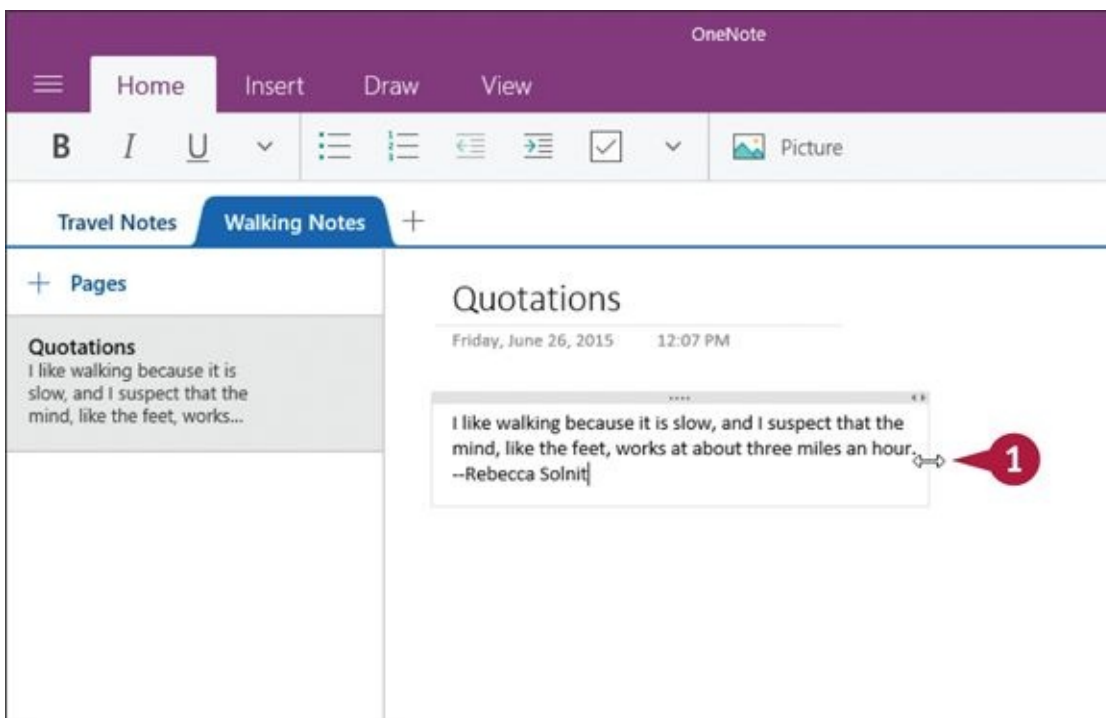 OneNote
Home Insert Draw View
B I U Picture
Travel Notes Walking Notes +
+ Pages
Quotations
I like walking because it is
slow, and I suspect that the
mind, like the feet, works...
Quotations
Friday, June 26, 2015 12:07 PM
I like walking because it is slow, and I suspect that the
mind, like the feet, works at about three miles an hour.
--Rebecca Solnit
1